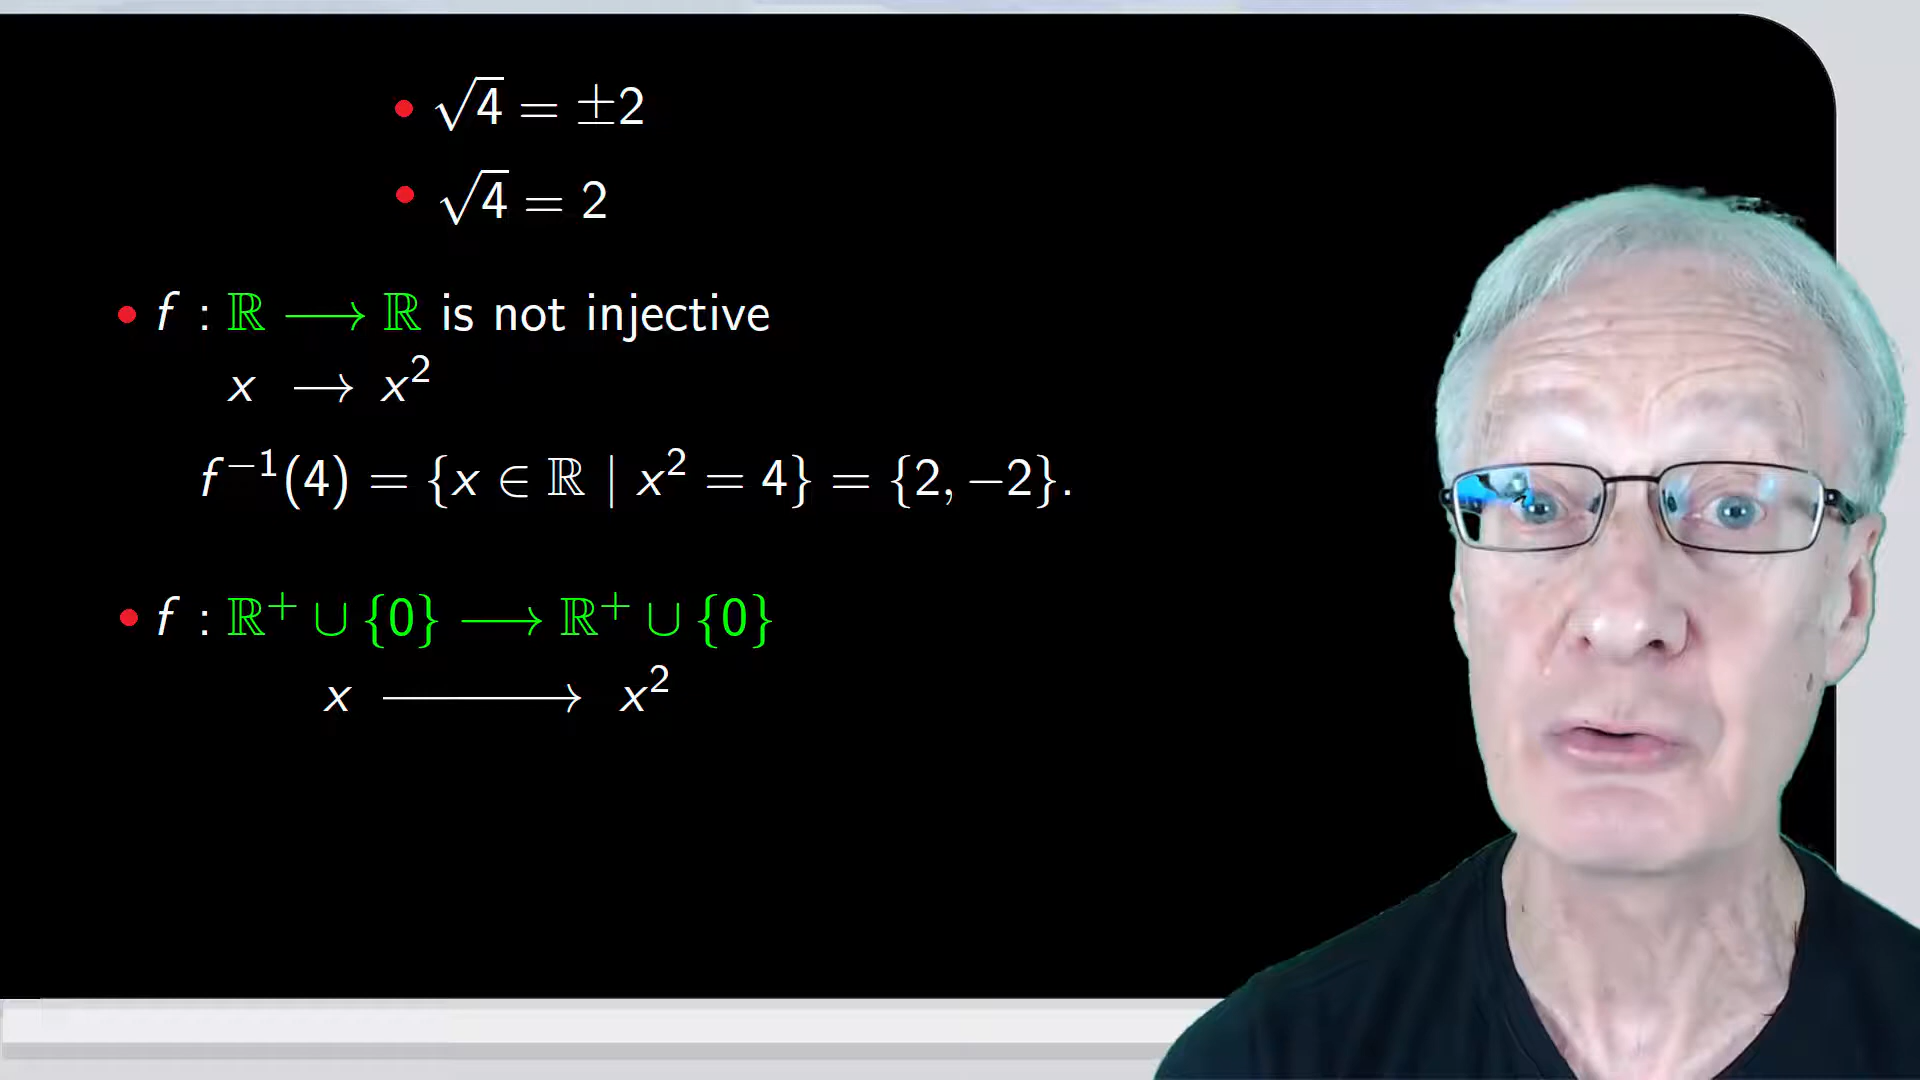 • √4 = ±2
• √4 = 2
• f : ℝ ⟶ ℝ is not injective
x ⟶ x²
f⁻¹(4) = {x ∈ ℝ | x² = 4} = {2, −2}.
• f : ℝ⁺ ∪ {0} ⟶ ℝ⁺ ∪ {0}
x ⟶ x²